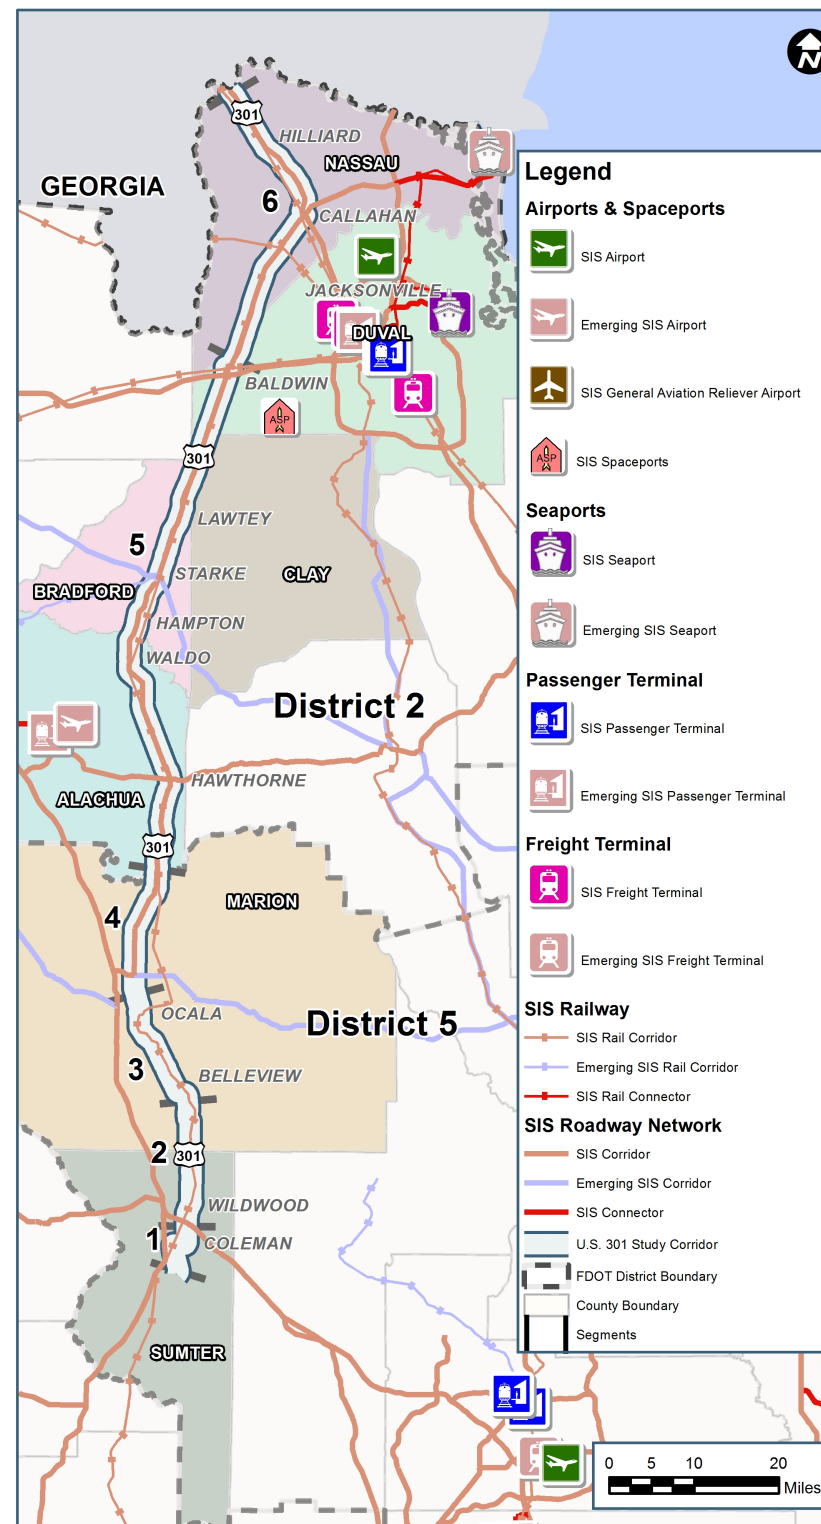 N
301
HILLIARD
NASSAU
GEORGIA
6
CALLAHAN
JACKSONVILLE
DUVAL
BALDWIN
ASP
301
LAWTEY
5
STARKE
CLAY
BRADFORD
HAMPTON
WALDO
District 2
HAWTHORNE
ALACHUA
301
MARION
4
OCALA
District 5
3
BELLEVIEW
2
301
WILDWOOD
1
COLEMAN
SUMTER
Legend
Airports & Spaceports
SIS Airport
Emerging SIS Airport
SIS General Aviation Reliever Airport
ASP
SIS Spaceports
Seaports
SIS Seaport
Emerging SIS Seaport
Passenger Terminal
SIS Passenger Terminal
Emerging SIS Passenger Terminal
Freight Terminal
SIS Freight Terminal
Emerging SIS Freight Terminal
SIS Railway
SIS Rail Corridor
Emerging SIS Rail Corridor
SIS Rail Connector
SIS Roadway Network
SIS Corridor
Emerging SIS Corridor
SIS Connector
U.S. 301 Study Corridor
FDOT District Boundary
County Boundary
Segments
0 5 10 20
Miles